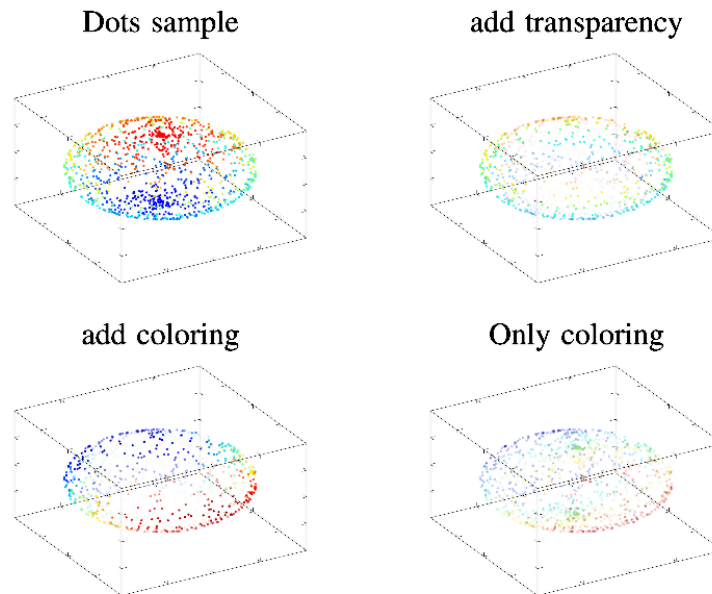 Dots sample
add transparency
add coloring
Only coloring